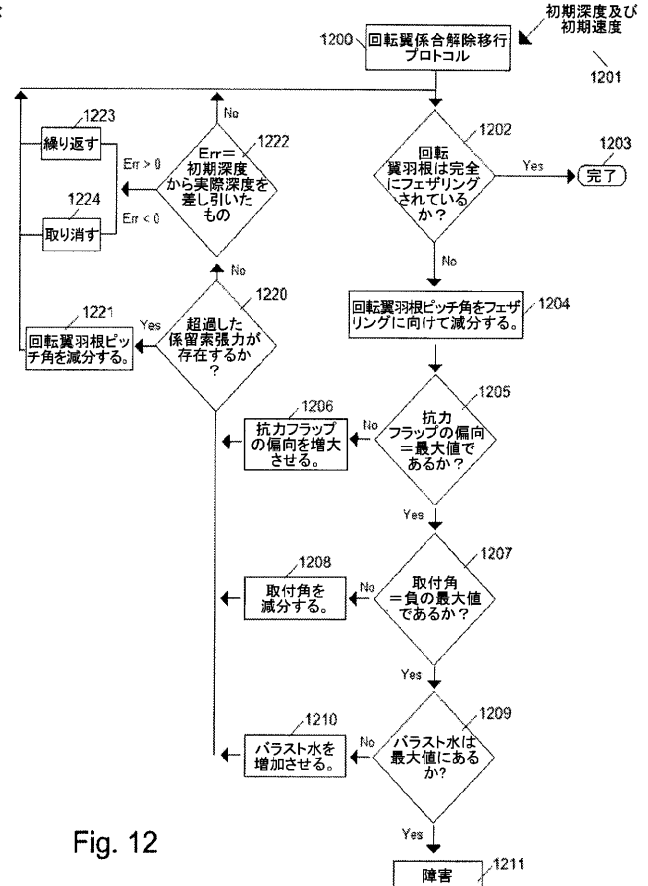 初期深度及び
初期速度
1201
1200
回転翼係合解除移行
プロトコル
No
1223
繰り返す
1222
Err=
初期深度
から実際深度を
差し引いた
もの
Err > 0
Err < 0
1224
取り消す
1202
回転
翼羽根は完全
にフェザリング
されている
か?
Yes
1203
完了
No
No
1204
回転翼羽根ピッチ角をフェザ
リングに向けて減分する。
1220
超過した
係留索張力が
存在するか
?
Yes
1221
回転翼羽根ピッ
チ角を減分する。
1205
抗力
フラップの偏向
=最大値で
あるか?
No
1206
抗力フラップ
の偏向を増大
させる。
Yes
1207
取付角
=負の最大値
であるか?
No
1208
取付角を
減分する。
Yes
1209
バラスト水は
最大値にある
か?
No
1210
バラスト水を
増加させる。
Yes
1211
障害
Fig. 12